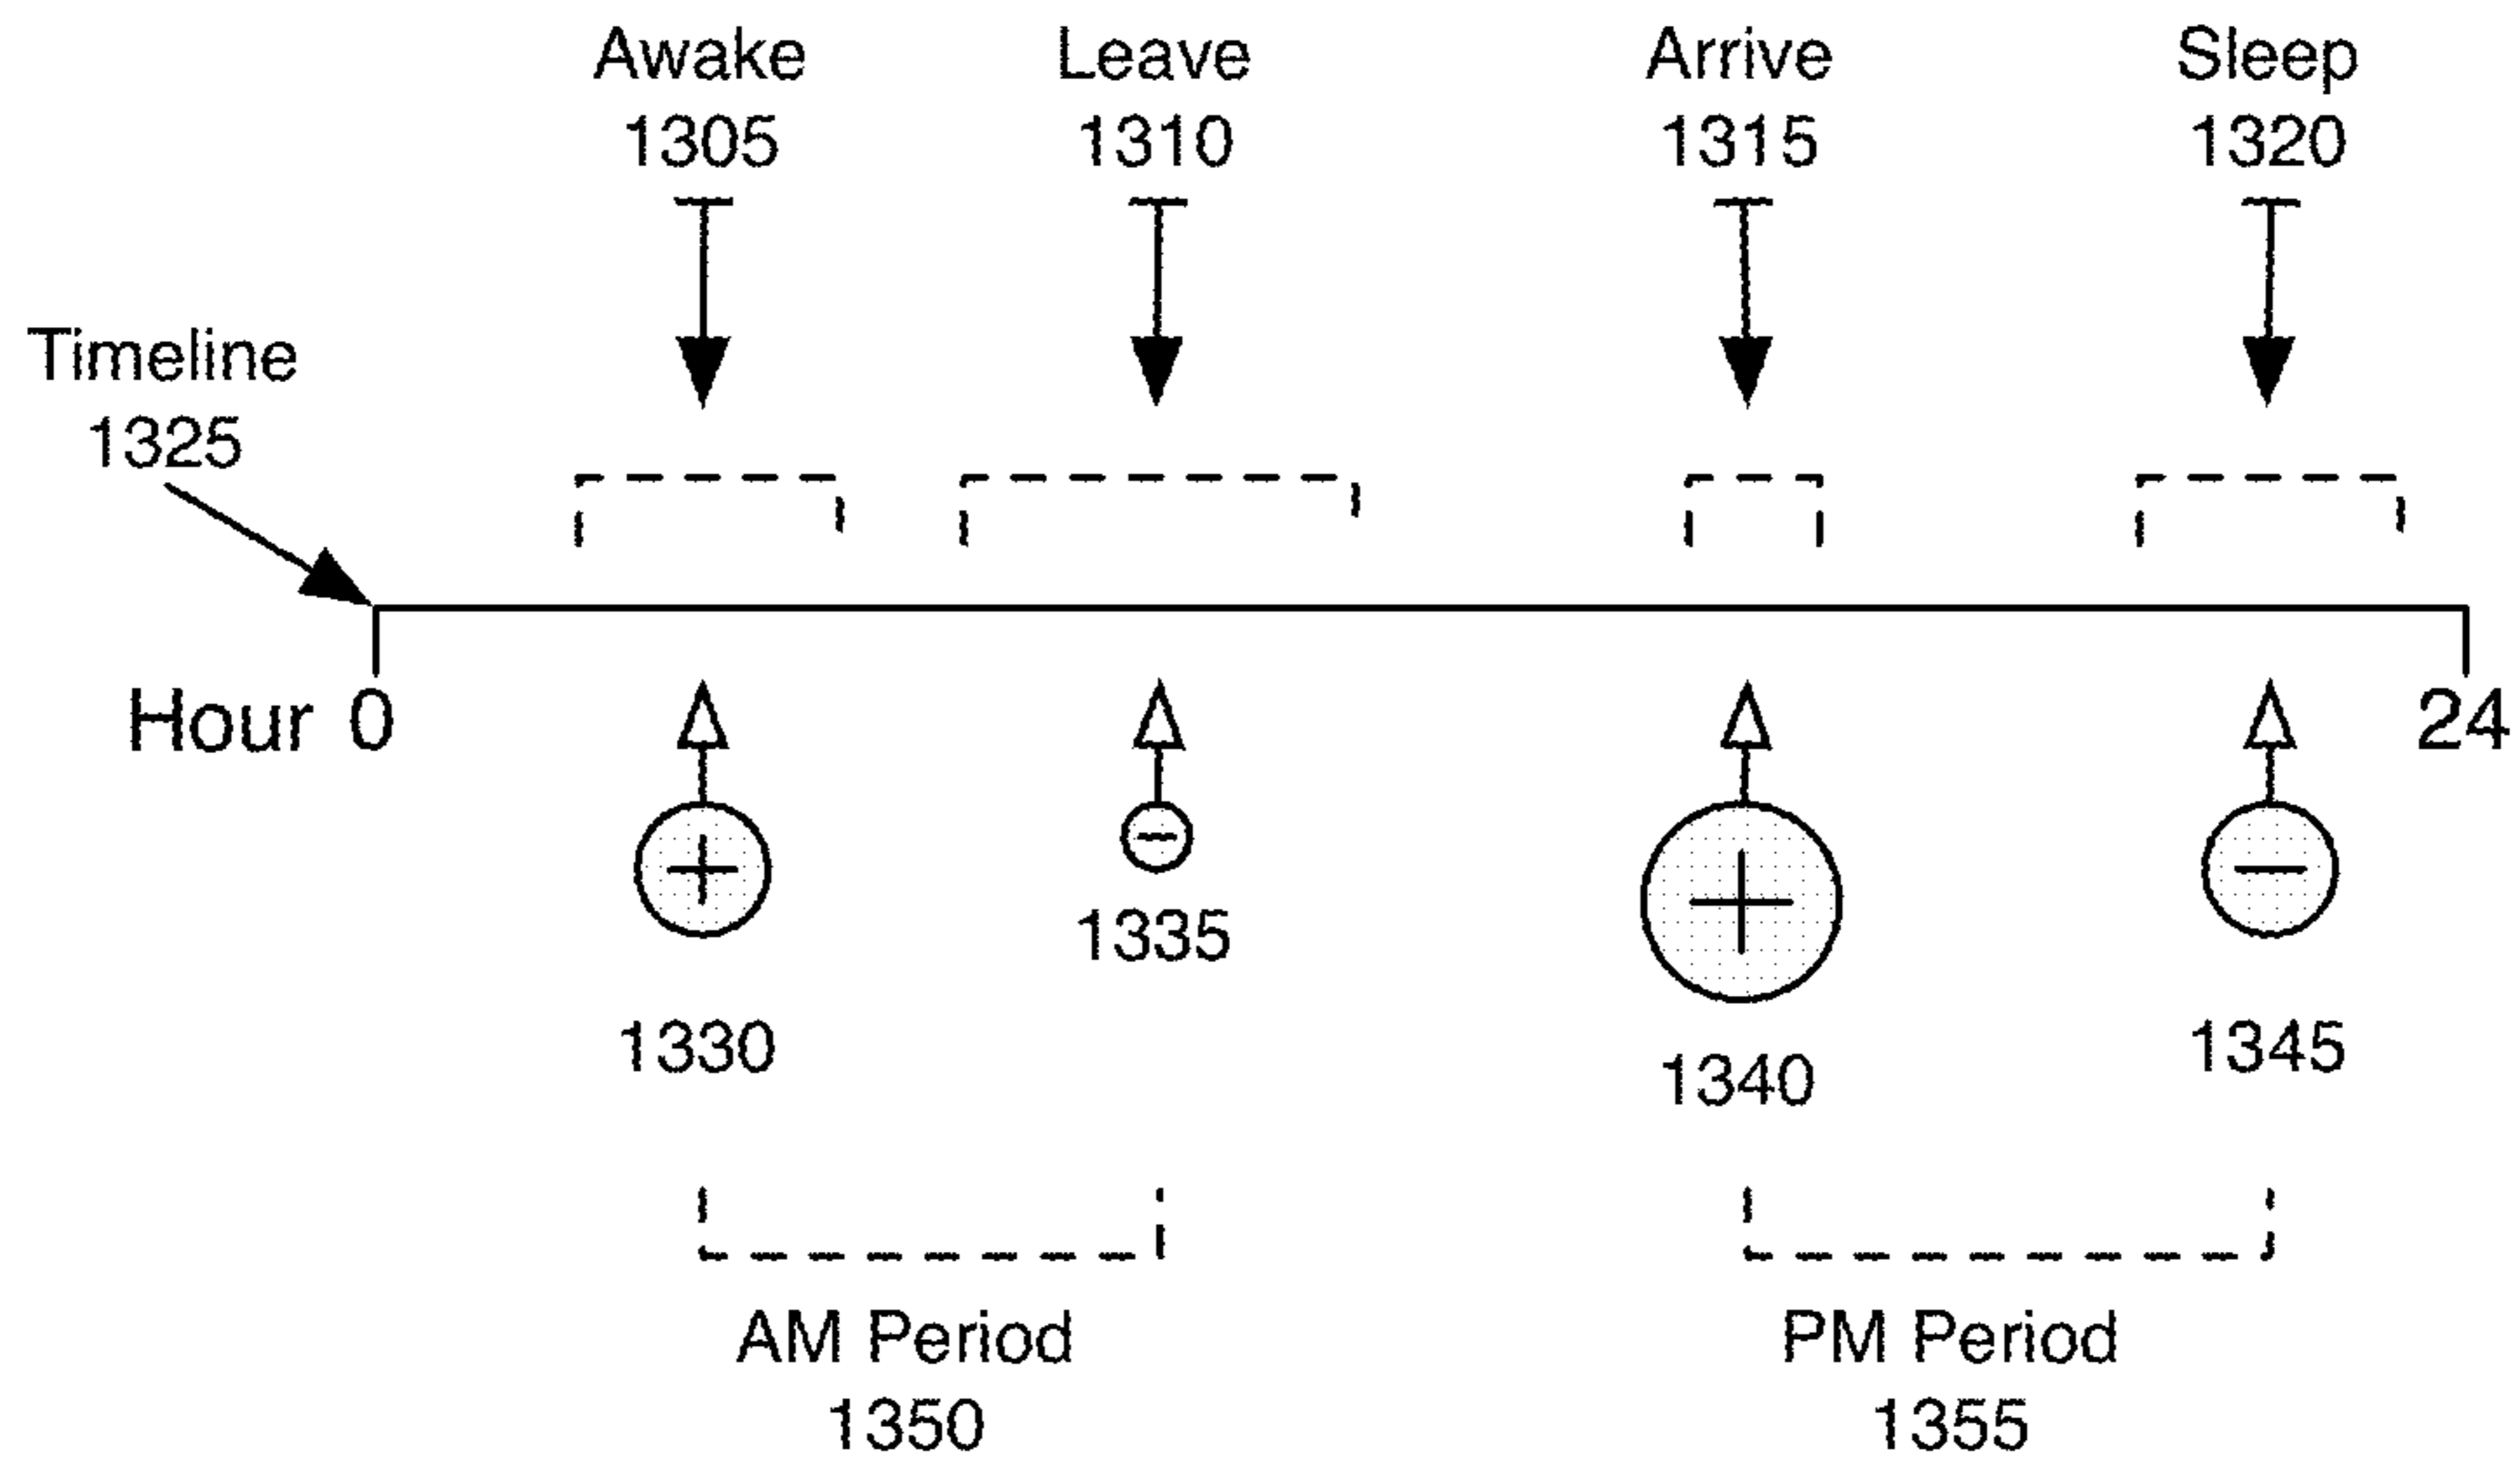 Awake Leave Arrive Sleep
1305 1310 1315 1320
Timeline
1325
Hour 0 24
+ − + −
1335
1330 1340 1345
AM Period PM Period
1350 1355